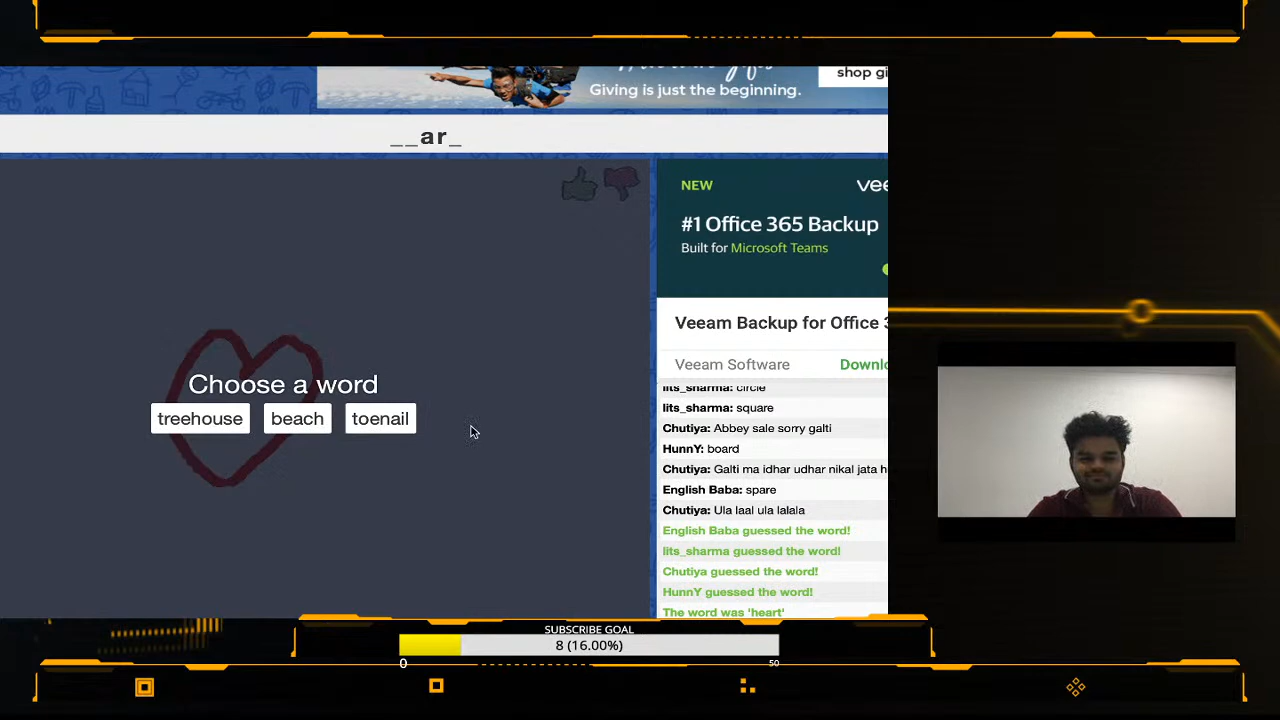 Giving is just the beginning.
shop gi
__ar_
NEW
vee
#1 Office 365 Backup
Built for Microsoft Teams
Veeam Backup for Office 3
Veeam Software
Downlo
Choose a word
treehouse
beach
toenail
lits_sharma: circle
lits_sharma: square
Chutiya: Abbey sale sorry galti
HunnY: board
Chutiya: Galti ma idhar udhar nikal jata h
English Baba: spare
Chutiya: Ula laal ula lalala
English Baba guessed the word!
lits_sharma guessed the word!
Chutiya guessed the word!
HunnY guessed the word!
The word was 'heart'
SUBSCRIBE GOAL
8 (16.00%)
0
50